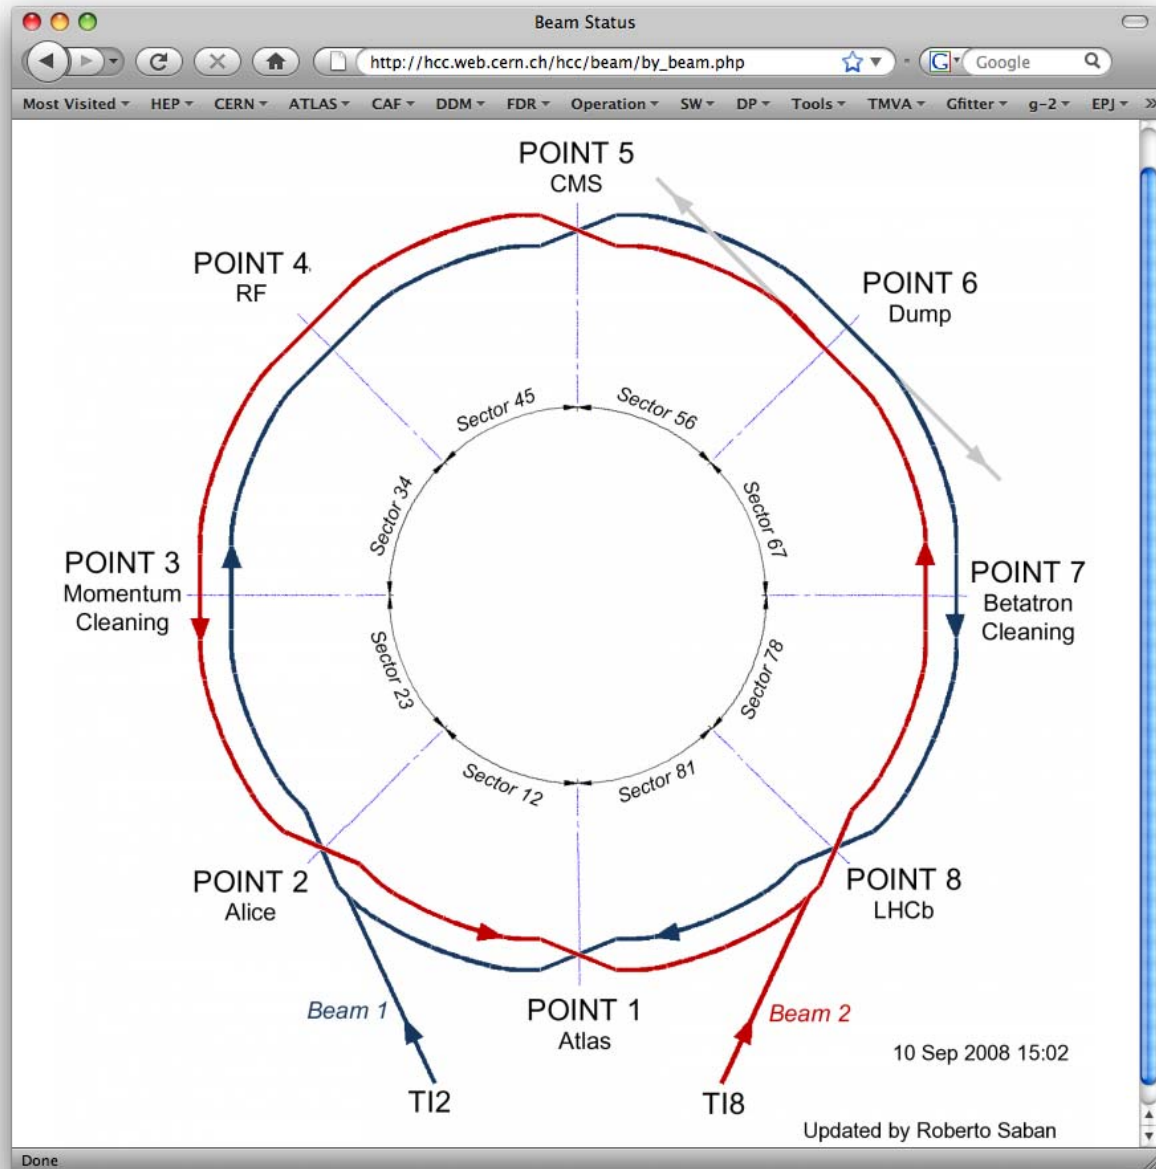 Beam Status
http://hcc.web.cern.ch/hcc/beam/by_beam.php
Google
Most Visited HEP CERN ATLAS CAF DDM FDR Operation SW DP Tools TMVA Gfitter g-2 EPJ »
POINT 5
CMS
POINT 4
RF
POINT 6
Dump
Sector 45
Sector 56
Sector 34
Sector 67
POINT 3
Momentum
Cleaning
POINT 7
Betatron
Cleaning
Sector 23
Sector 78
Sector 12
Sector 81
POINT 2
Alice
POINT 8
LHCb
Beam 1
POINT 1
Atlas
Beam 2
10 Sep 2008 15:02
TI2
TI8
Updated by Roberto Saban
Done